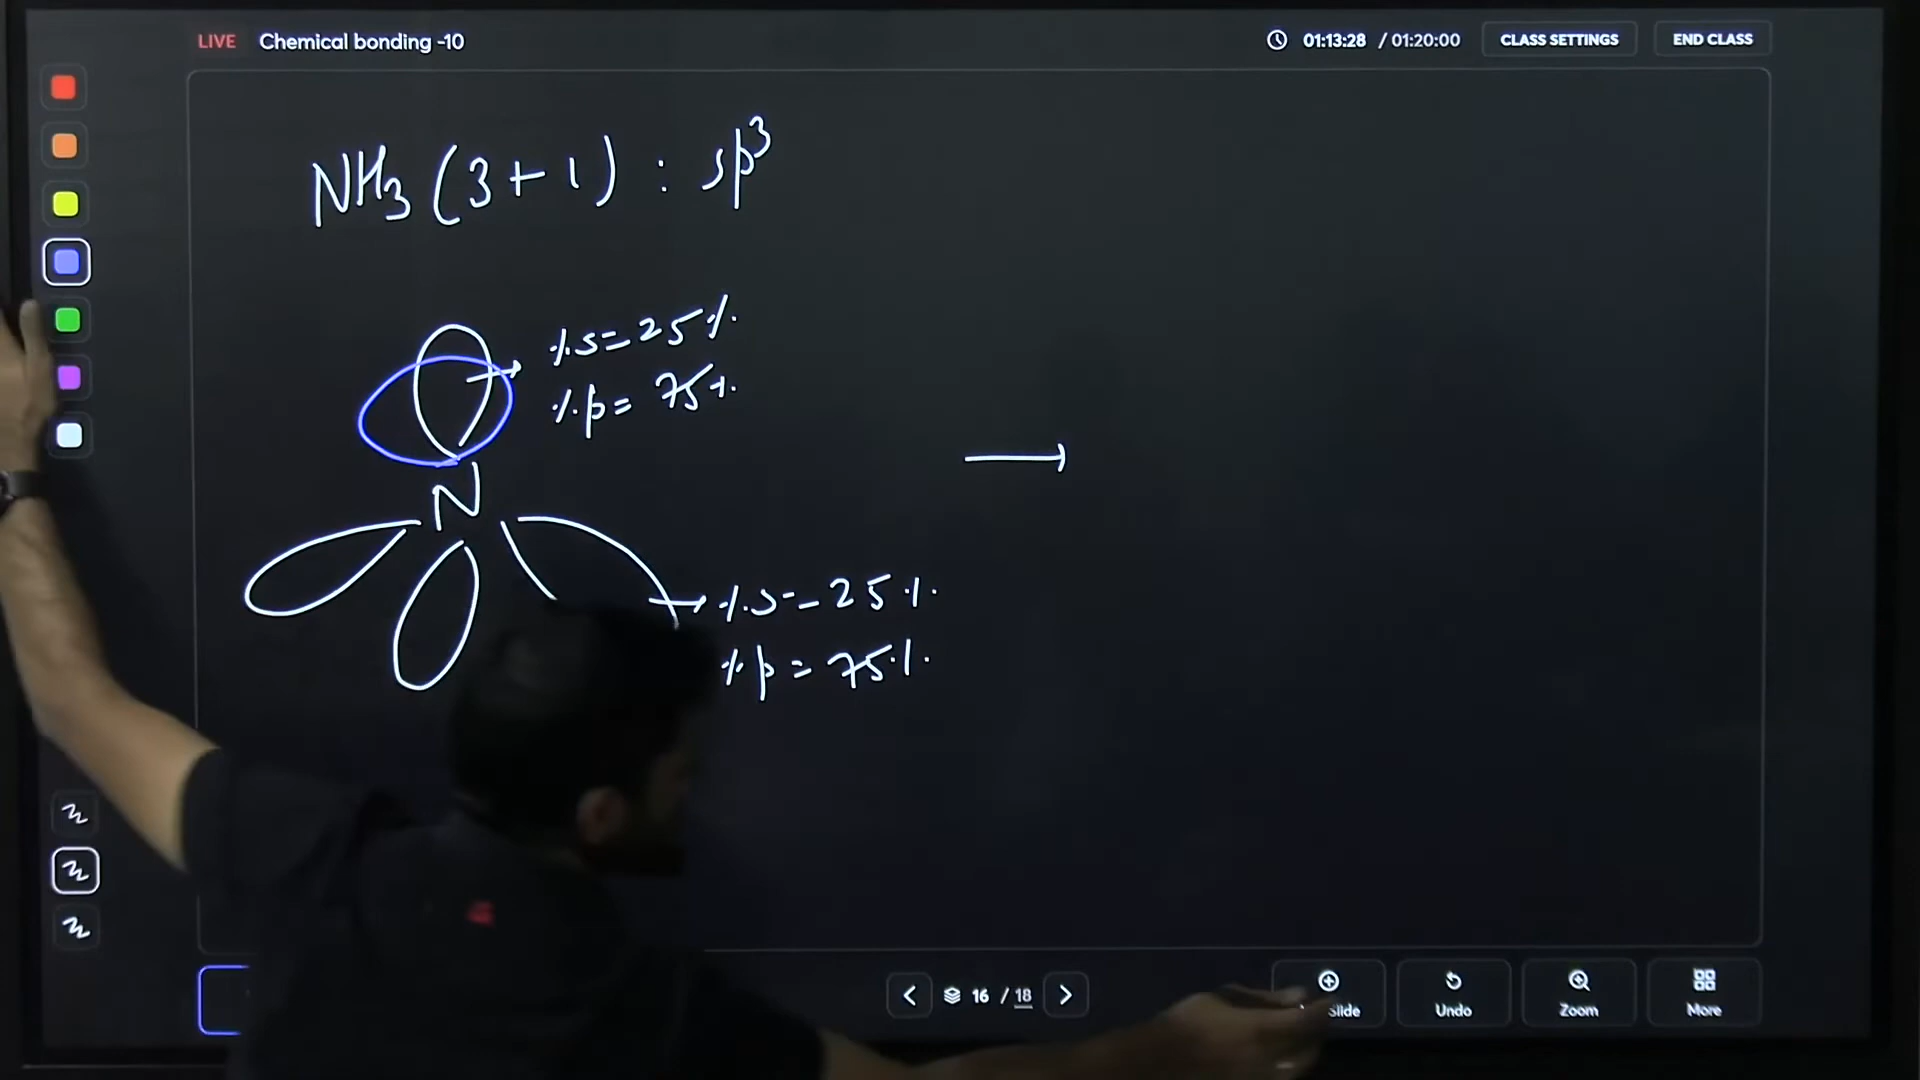 LIVE Chemical bonding -10
01:13:28 / 01:20:00 CLASS SETTINGS END CLASS
NH3 (3+1) : sp³
%s=25%
%p= 75%
N
%s=25%
%p=75%
16 / 18
Slide Undo Zoom More